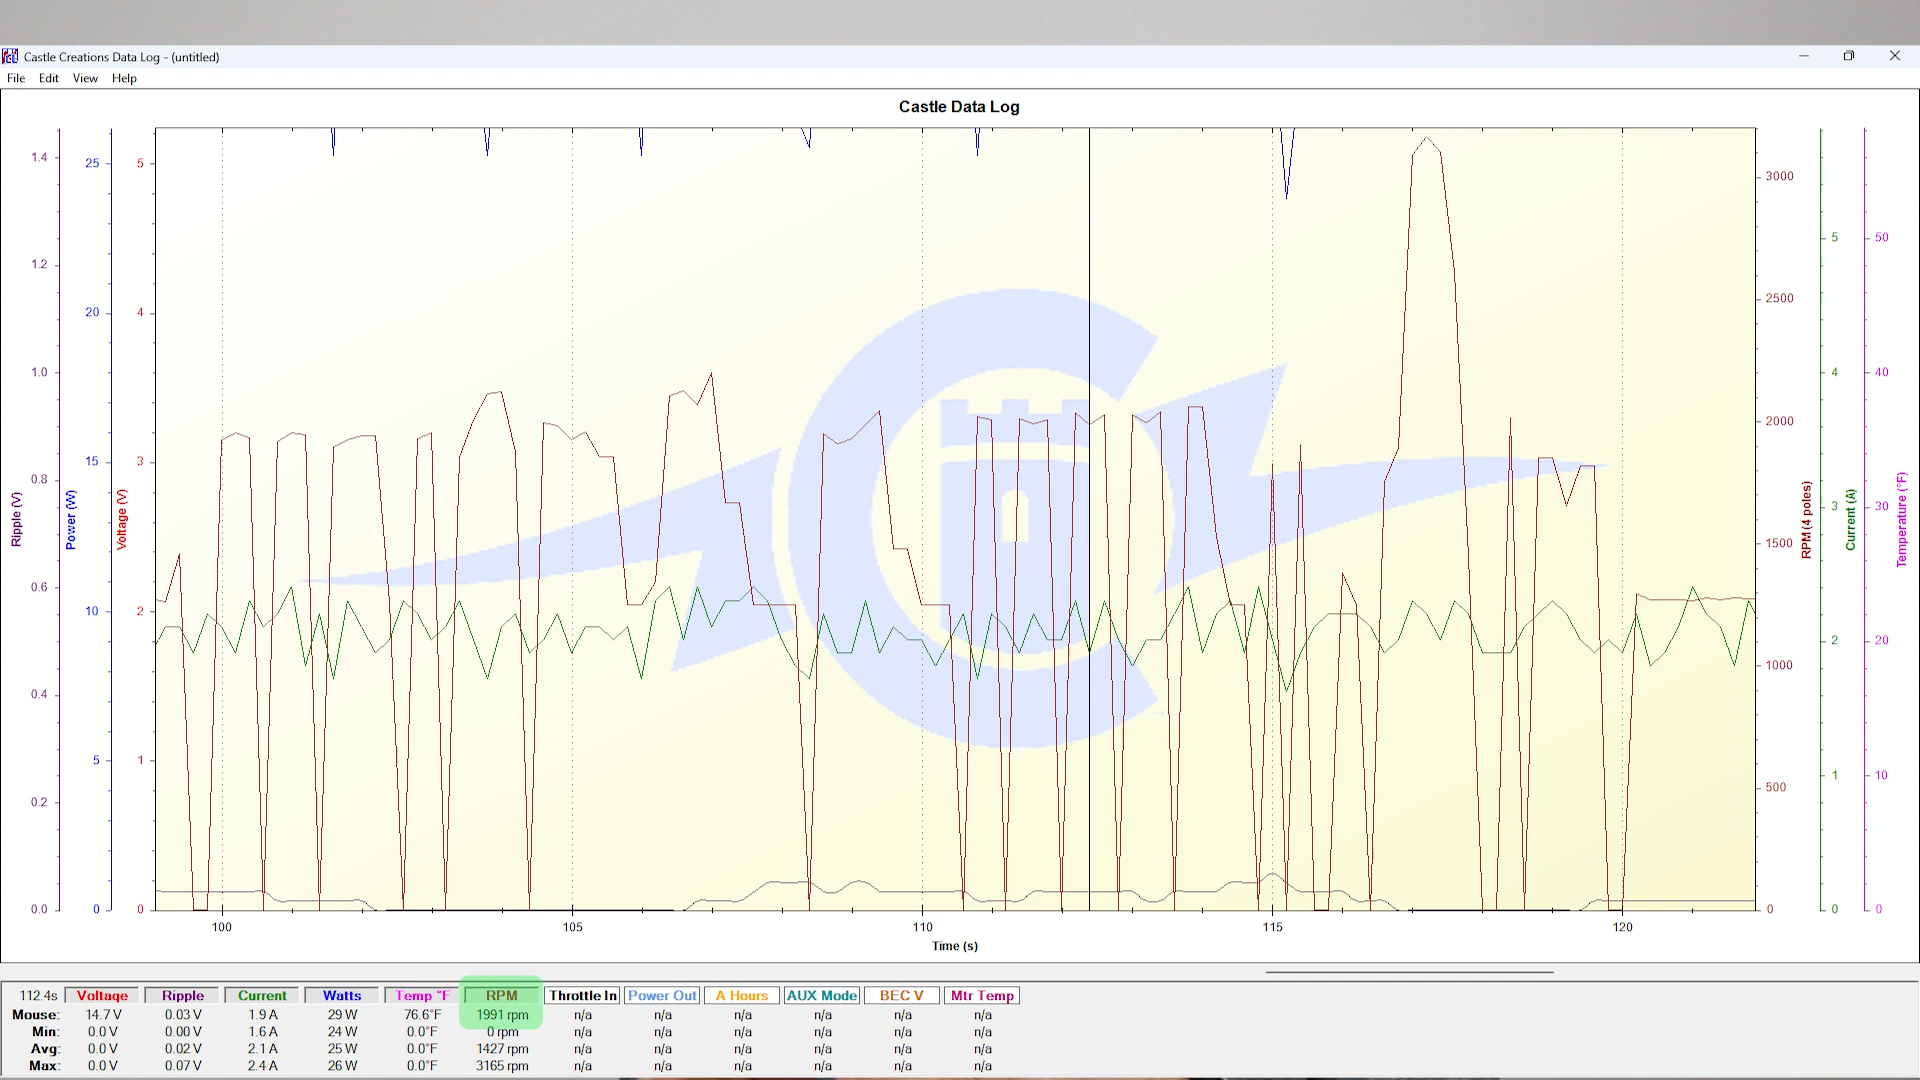 Castle Creations Data Log - (untitled)
File Edit View Help
Castle Data Log
1.4 1.2 1.0 0.8 0.6 0.4 0.2 0.0
Ripple (V)
25 20 15 10 5 0
Power (W)
5 4 3 2 1 0
Voltage (V)
3000 2500 2000 1500 1000 500 0
RPM (4 poles)
5 4 3 2 1 0
Current (A)
50 40 30 20 10 0
Temperature (°F)
100 105 110 115 120
Time (s)
112.4s Voltage Ripple Current Watts Temp °F RPM Throttle In Power Out A Hours AUX Mode BEC V Mtr Temp
Mouse: 14.7 V 0.03 V 1.9 A 29 W 76.6°F 1991 rpm n/a n/a n/a n/a n/a n/a
Min: 0.0 V 0.00 V 1.6 A 24 W 0.0°F 0 rpm n/a n/a n/a n/a n/a n/a
Avg: 0.0 V 0.02 V 2.1 A 25 W 0.0°F 1427 rpm n/a n/a n/a n/a n/a n/a
Max: 0.0 V 0.07 V 2.4 A 26 W 0.0°F 3165 rpm n/a n/a n/a n/a n/a n/a